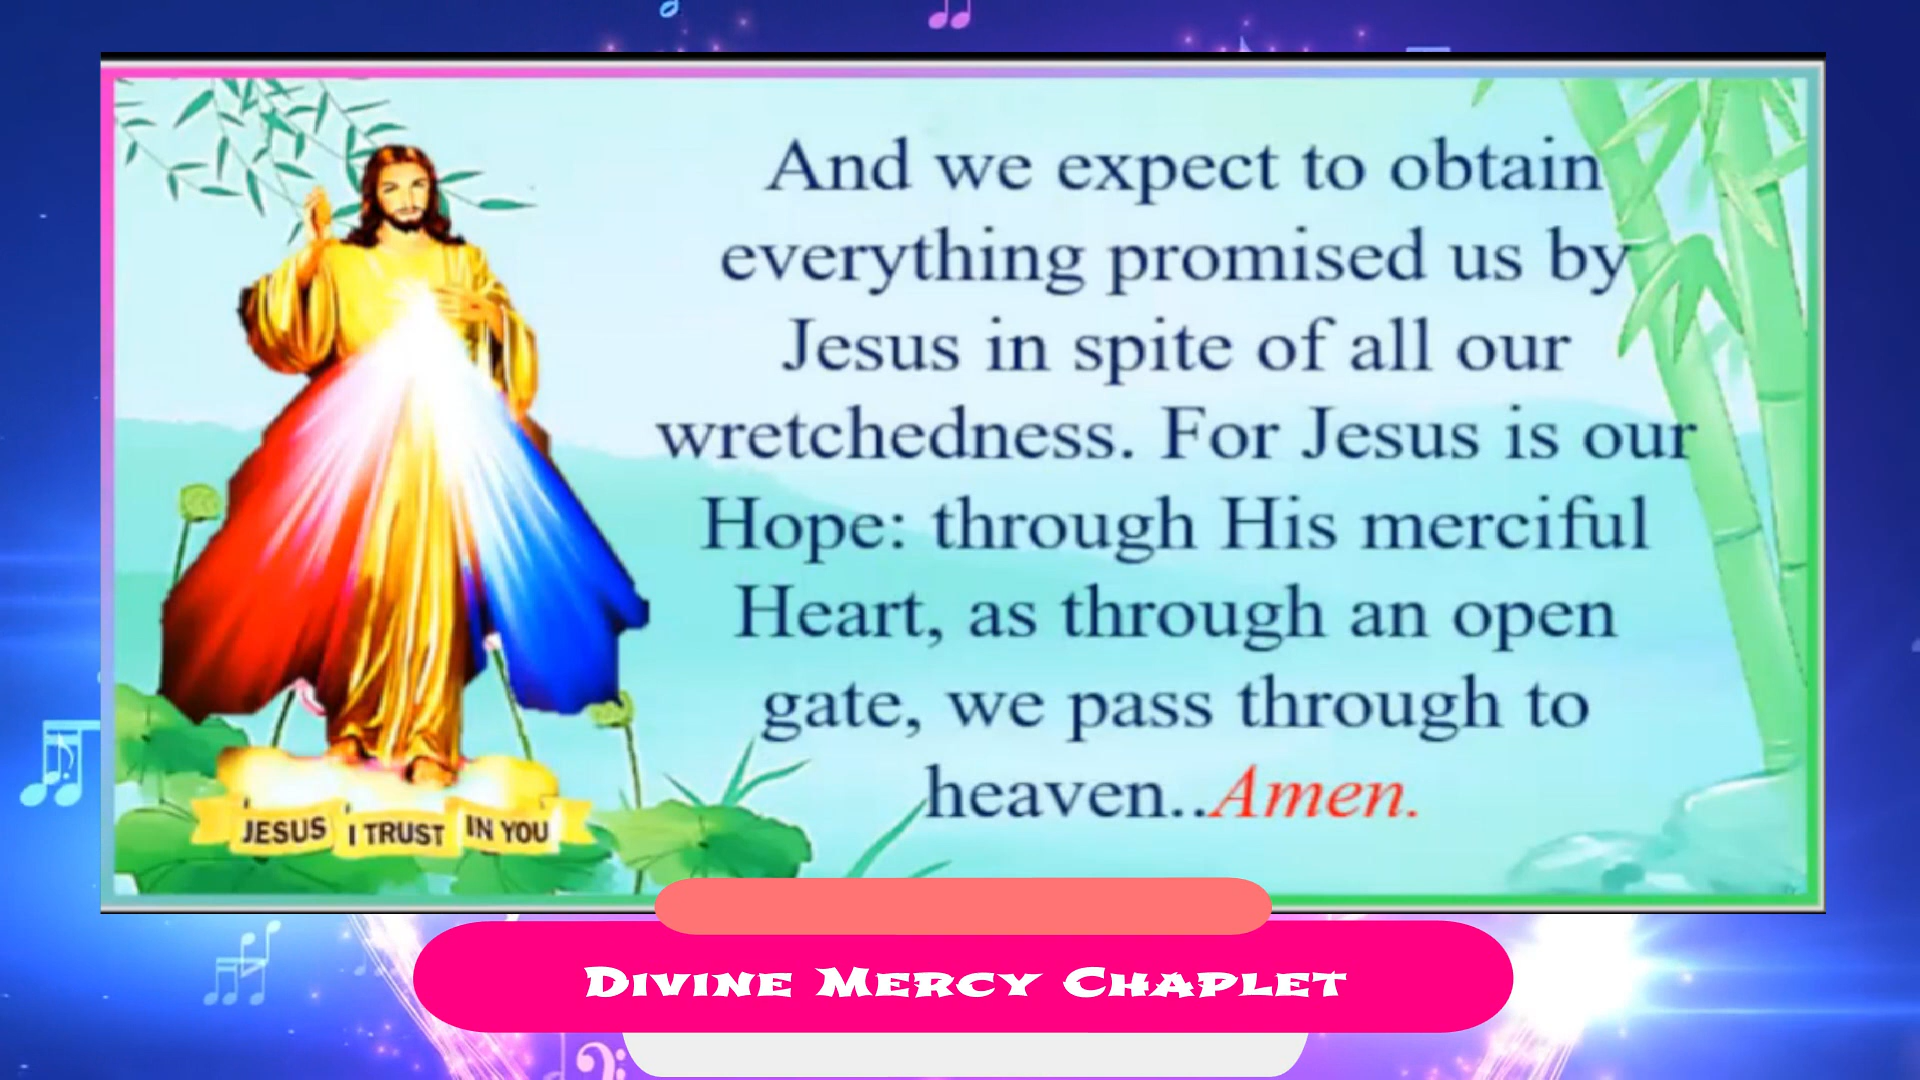 And we expect to obtain
everything promised us by
Jesus in spite of all our
wretchedness. For Jesus is our
Hope: through His merciful
Heart, as through an open
gate, we pass through to
heaven..Amen.
JESUS I TRUST IN YOU
Divine Mercy Chaplet